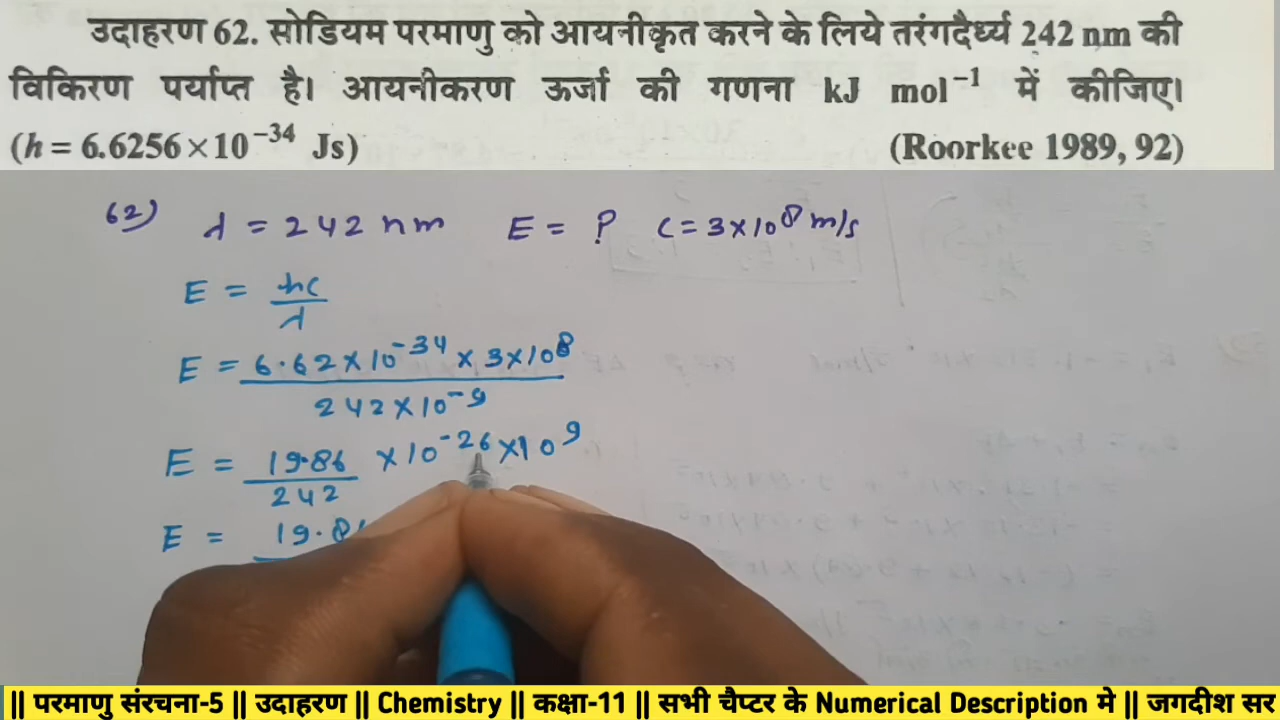 उदाहरण 62. सोडियम परमाणु को आयनीकृत करने के लिये तरंगदैर्ध्य 242 nm की
विकिरण पर्याप्त है। आयनीकरण ऊर्जा की गणना kJ mol⁻¹ में कीजिए।
(h = 6.6256×10⁻³⁴ Js) (Roorkee 1989, 92)
62) λ = 242 nm E = ? C = 3×10⁸ m/s
E = hc/λ
E = 6.62×10⁻³⁴ × 3×10⁸ / 242×10⁻⁹
E = 19.86/242 ×10⁻²⁶ ×10⁹
E = 19.8
|| परमाणु संरचना-5 || उदाहरण || Chemistry || कक्षा-11 || सभी चैप्टर के Numerical Description मे || जगदीश सर